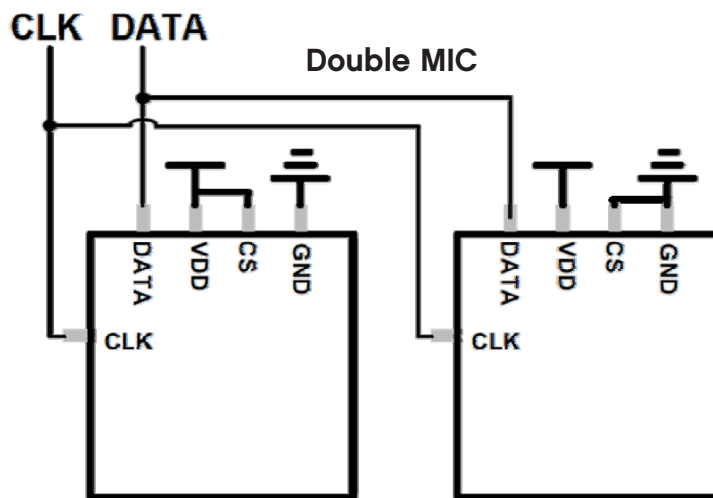 CLK DATA
Double MIC
DATA VDD CS GND
DATA VDD CS GND
CLK
CLK